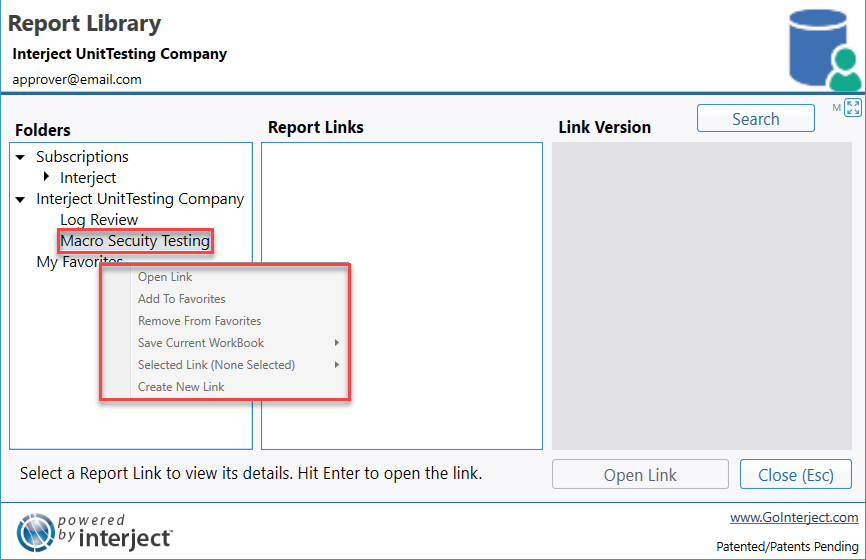 Report Library
Interject UnitTesting Company
approver@email.com
Search
M
Folders
Report Links
Link Version
Subscriptions
Interject
Interject UnitTesting Company
Log Review
Macro Secuity Testing
My Favorites
Open Link
Add To Favorites
Remove From Favorites
Save Current WorkBook
Selected Link (None Selected)
Create New Link
Select a Report Link to view its details. Hit Enter to open the link.
Open Link
Close (Esc)
powered
by interject™
www.GoInterject.com
Patented/Patents Pending